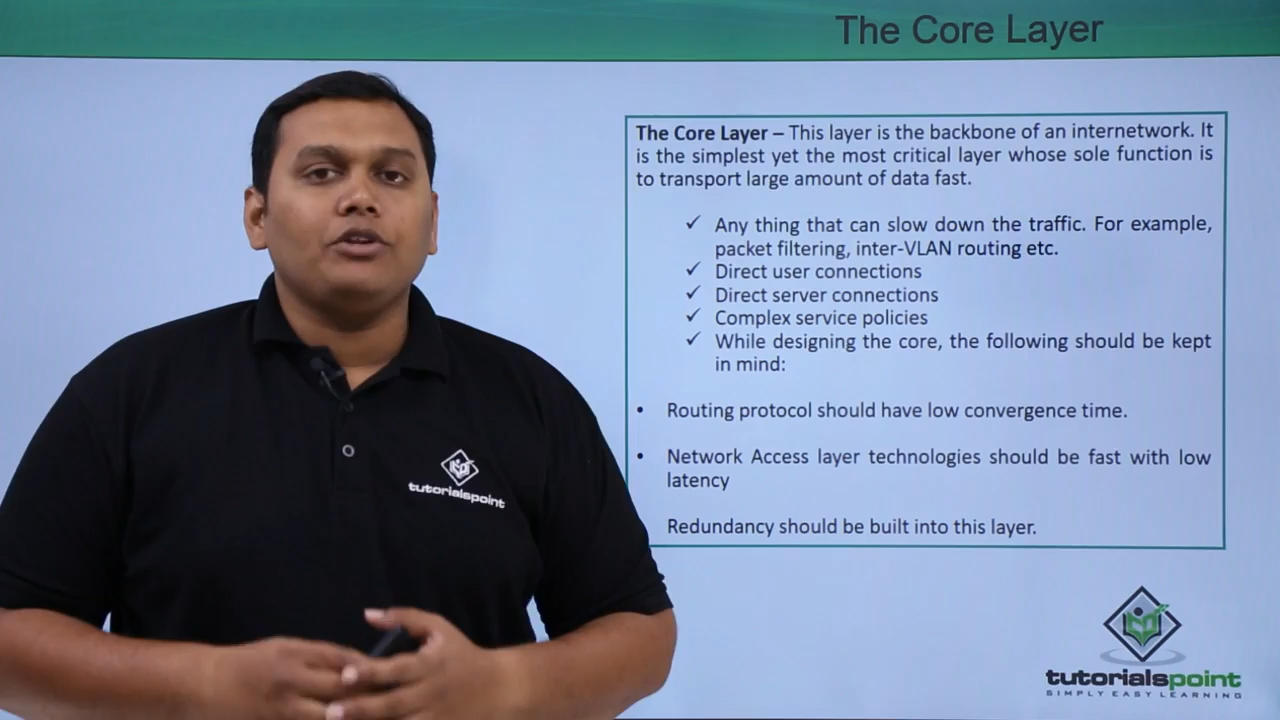 The Core Layer
The Core Layer – This layer is the backbone of an internetwork. It
is the simplest yet the most critical layer whose sole function is
to transport large amount of data fast.
✓ Any thing that can slow down the traffic. For example,
packet filtering, inter-VLAN routing etc.
✓ Direct user connections
✓ Direct server connections
✓ Complex service policies
✓ While designing the core, the following should be kept
in mind:
• Routing protocol should have low convergence time.
• Network Access layer technologies should be fast with low
latency
Redundancy should be built into this layer.
tutorialspoint
tutorialspoint
SIMPLY EASY LEARNING